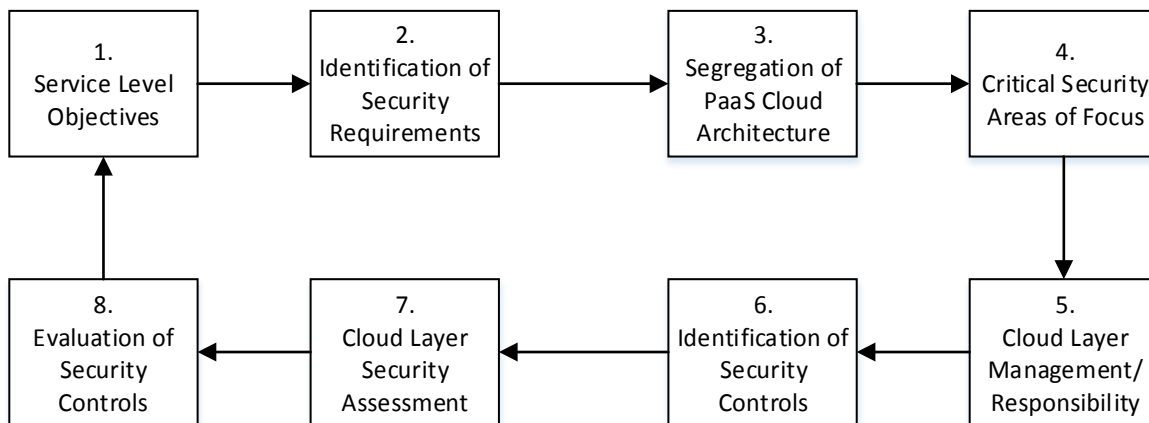 1.
Service Level
Objectives
2.
Identification of
Security
Requirements
3.
Segregation of
PaaS Cloud
Architecture
4.
Critical Security
Areas of Focus
5.
Cloud Layer
Management/
Responsibility
6.
Identification of
Security
Controls
7.
Cloud Layer
Security
Assessment
8.
Evaluation of
Security
Controls